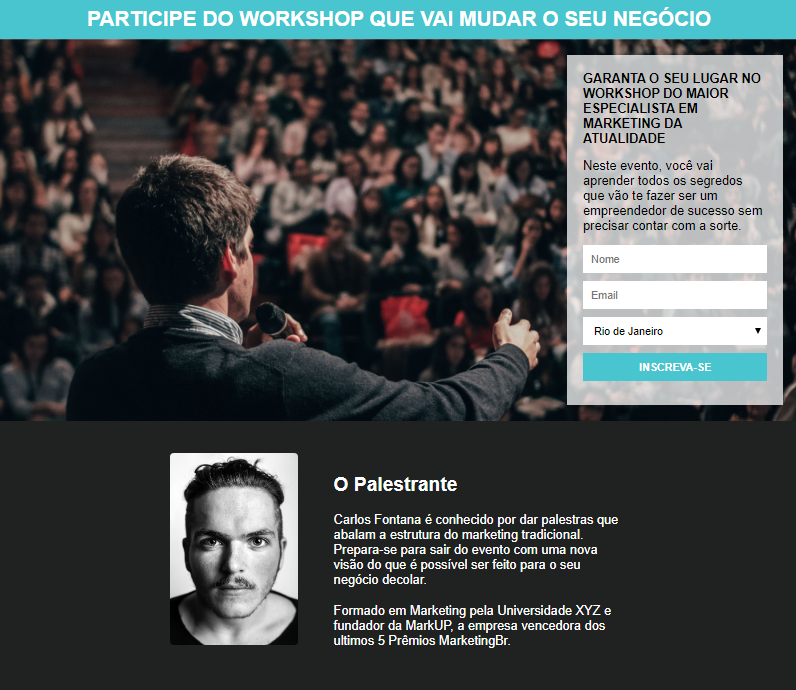 PARTICIPE DO WORKSHOP QUE VAI MUDAR O SEU NEGÓCIO
GARANTA O SEU LUGAR NO
WORKSHOP DO MAIOR
ESPECIALISTA EM
MARKETING DA
ATUALIDADE
Neste evento, você vai
aprender todos os segredos
que vão te fazer ser um
empreendedor de sucesso sem
precisar contar com a sorte.
Nome
Email
Rio de Janeiro
INSCREVA-SE
O Palestrante
Carlos Fontana é conhecido por dar palestras que
abalam a estrutura do marketing tradicional.
Prepara-se para sair do evento com uma nova
visão do que é possível ser feito para o seu
negócio decolar.
Formado em Marketing pela Universidade XYZ e
fundador da MarkUP, a empresa vencedora dos
ultimos 5 Prêmios MarketingBr.